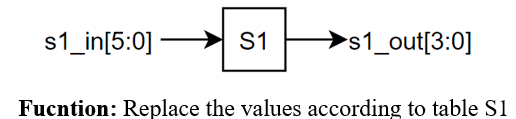 s1_in[5:0] S1 s1_out[3:0]
Fucntion: Replace the values according to table S1